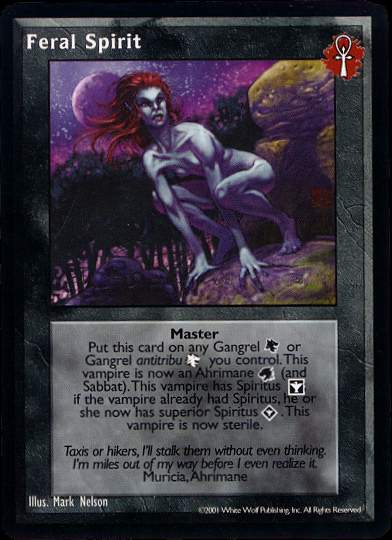 Feral Spirit
Master
Put this card on any Gangrel or
Gangrel antitribu you control. This
vampire is now an Ahrimane (and
Sabbat). This vampire has Spiritus
if the vampire already had Spiritus, he or
she now has superior Spiritus . This
vampire is now sterile.
Taxis or hikers, I'll stalk them without even thinking.
I'm miles out of my way before I even realize it.
Muricia, Ahrimane
Illus. Mark Nelson
©2001 White Wolf Publishing, Inc. All Rights Reserved